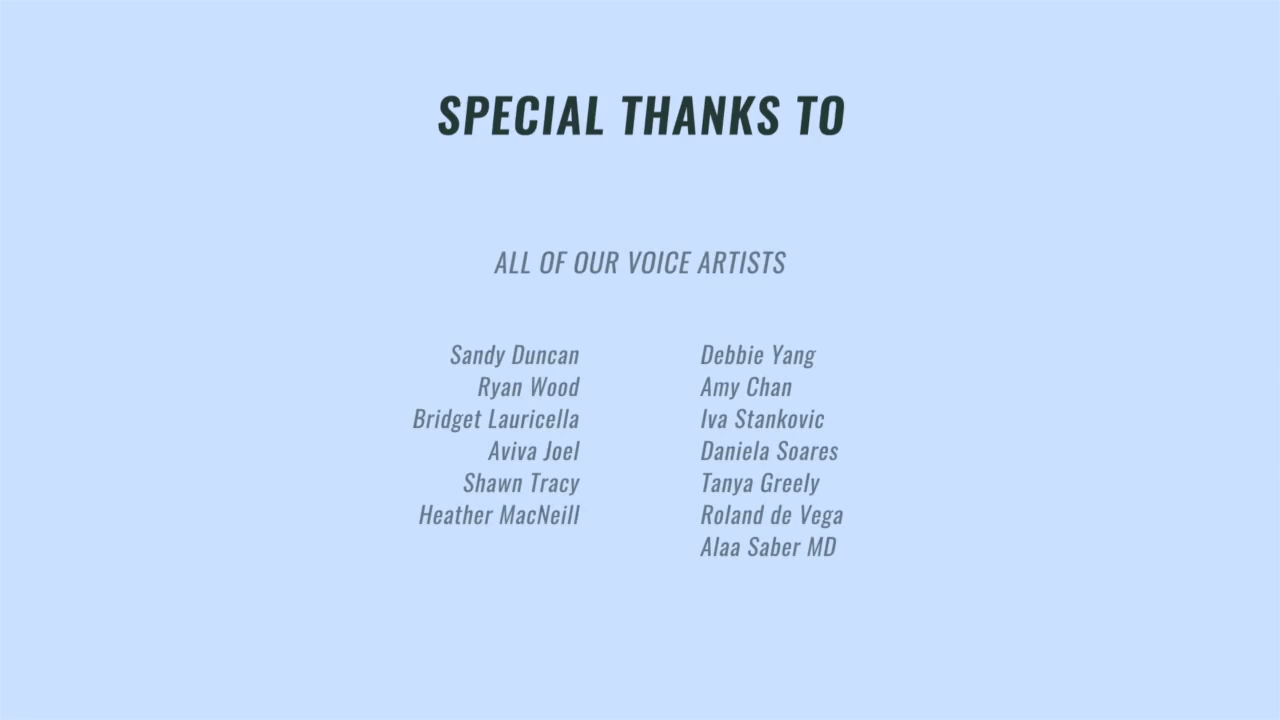 SPECIAL THANKS TO
ALL OF OUR VOICE ARTISTS
Sandy Duncan
Ryan Wood
Bridget Lauricella
Aviva Joel
Shawn Tracy
Heather MacNeill
Debbie Yang
Amy Chan
Iva Stankovic
Daniela Soares
Tanya Greely
Roland de Vega
Alaa Saber MD